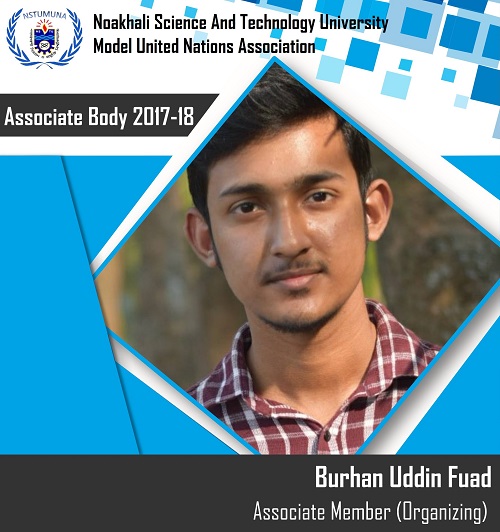 NSTUMUNA
Noakhali Science And Technology University
Model United Nations Association
Associate Body 2017-18
Burhan Uddin Fuad
Associate Member (Organizing)